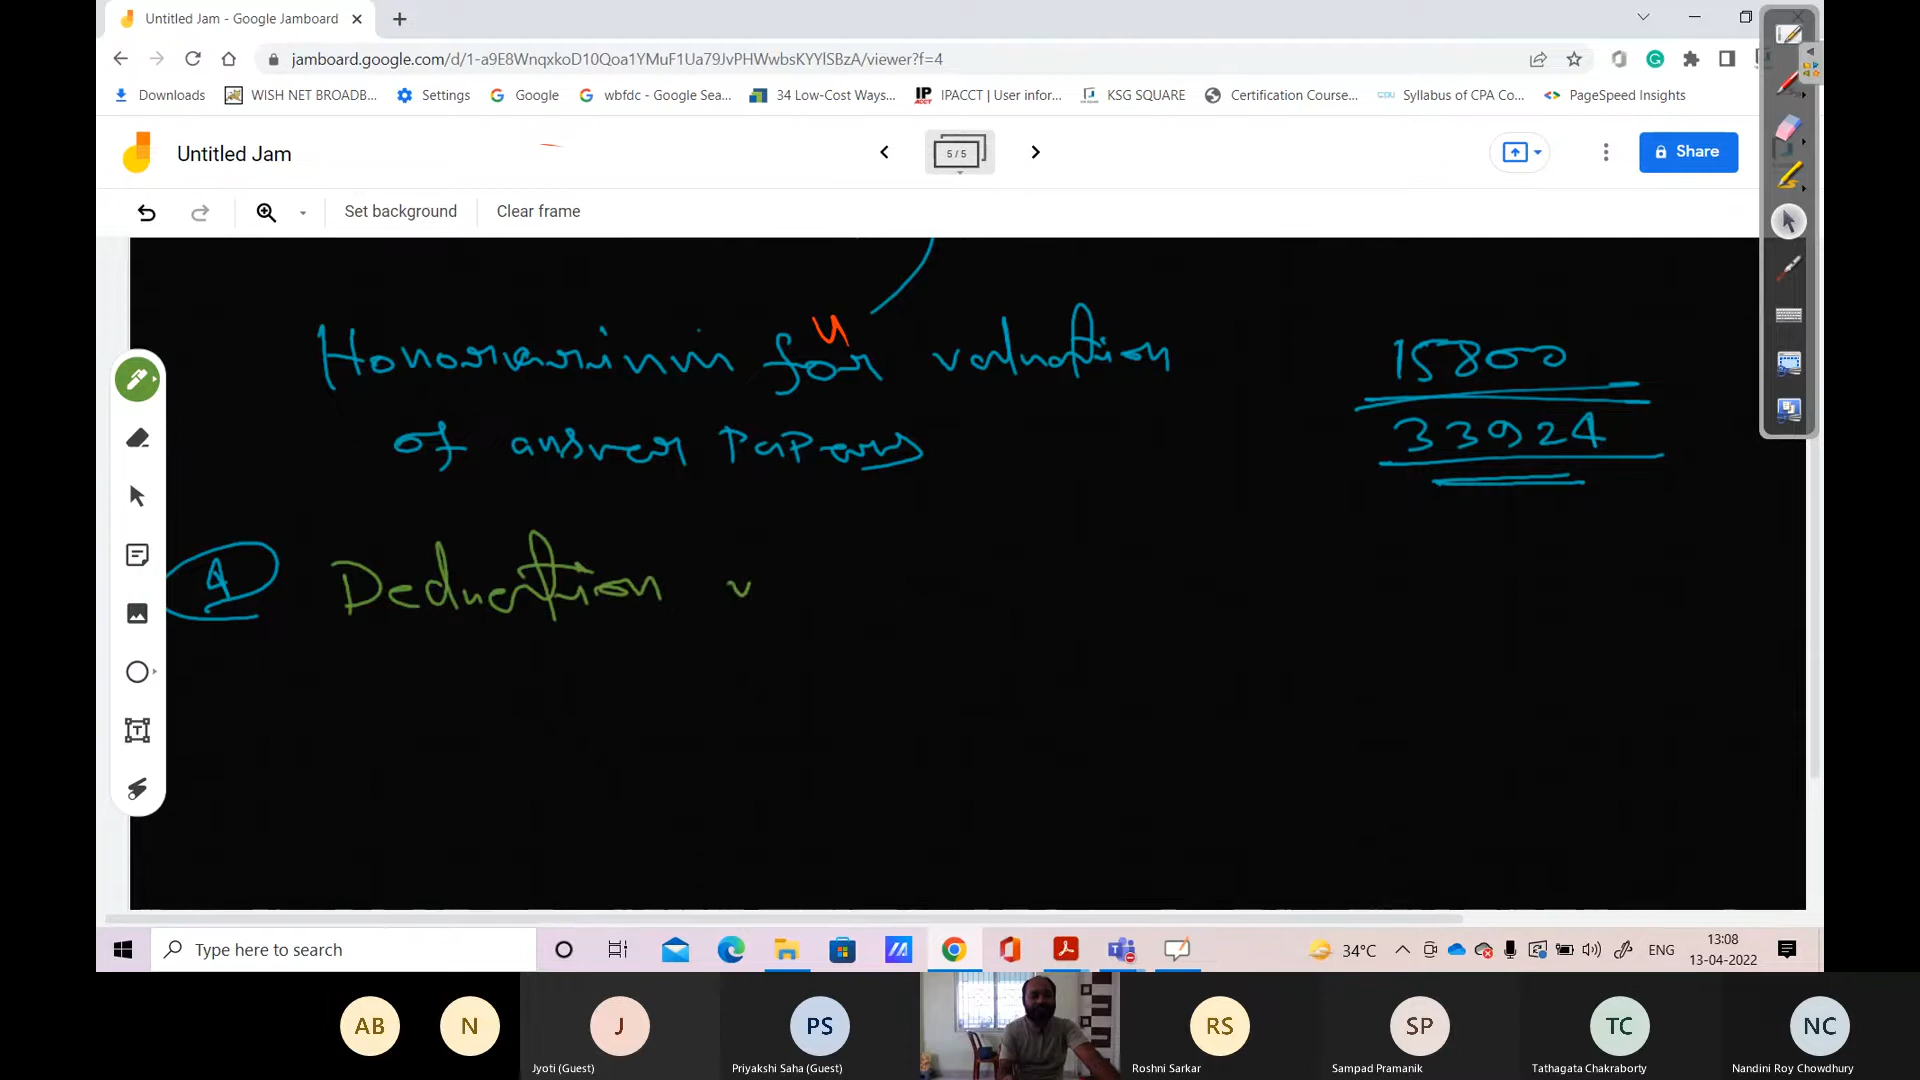 Untitled Jam - Google Jamboard
jamboard.google.com/d/1-a9E8WnqxkoD10Qoa1YMuF1Ua79JvPHWwbsKYYlSBzA/viewer?f=4
Downloads WISH NET BROADB... Settings Google wbfdc - Google Sea... 34 Low-Cost Ways... IPACCT | User infor... KSG SQUARE Certification Course... Syllabus of CPA Co... PageSpeed Insights
Untitled Jam 5 / 5 Share
Set background Clear frame
Honorarium for valuation 15800
of answer papers 33924
4 Deduction
Type here to search 34°C ENG 13:08
13-04-2022
AB N J PS RS SP TC NC
Jyoti (Guest) Priyakshi Saha (Guest) Roshni Sarkar Sampad Pramanik Tathagata Chakraborty Nandini Roy Chowdhury